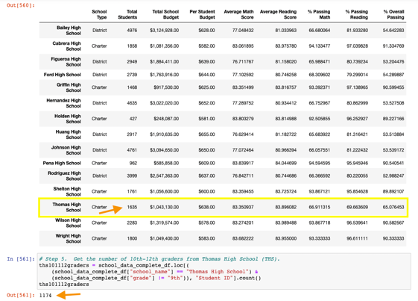 Out[560]:
School Type Total Students Total School Budget Per Student Budget Average Math Score Average Reading Score % Passing Math % Passing Reading % Overall Passing
Bailey High School District 4976 $3,124,928.00 $628.00 77.048432 81.033963 66.680064 81.933280 54.642283
Cabrera High School Charter 1858 $1,081,356.00 $582.00 83.061895 83.975780 94.133477 97.039828 91.334769
Figueroa High School District 2949 $1,884,411.00 $639.00 76.711767 81.158020 65.988471 80.739234 53.204476
Ford High School District 2739 $1,763,916.00 $644.00 77.102592 80.746258 68.309602 79.299014 54.289887
Griffin High School Charter 1468 $917,500.00 $625.00 83.351499 83.816757 93.392371 97.138965 90.599455
Hernandez High School District 4635 $3,022,020.00 $652.00 77.289752 80.934412 66.752967 80.862999 53.527508
Holden High School Charter 427 $248,087.00 $581.00 83.803279 83.814988 92.505855 96.252927 89.227166
Huang High School District 2917 $1,910,635.00 $655.00 76.629414 81.182722 65.683922 81.316421 53.513884
Johnson High School District 4761 $3,094,650.00 $650.00 77.072464 80.966394 66.057551 81.222432 53.539172
Pena High School Charter 962 $585,858.00 $609.00 83.839917 84.044699 94.594595 95.945946 90.540541
Rodriguez High School District 3999 $2,547,363.00 $637.00 76.842711 80.744686 66.366592 80.220055 52.988247
Shelton High School Charter 1761 $1,056,600.00 $600.00 83.359455 83.725724 93.867121 95.854628 89.892107
Thomas High School Charter 1635 $1,043,130.00 $638.00 66.911315 69.663609 65.076453
Wilson High School Charter 2283 $1,319,574.00 $578.00 83.274201 83.989488 93.867718 96.539641 90.582567
Wright High School Charter 1800 $1,049,400.00 $583.00 83.682222 83.955000 93.333333 96.611111 90.333333
In [561]: # Step 5. Get the number of 10th-12th graders from Thomas High School (THS).
ths101112graders = school_data_complete_df.loc[(
(school_data_complete_df["school_name"] == "Thomas High School") &
(school_data_complete_df["grade"] != "9th")), "Student ID"].count()
ths101112graders
Out[561]: 1174